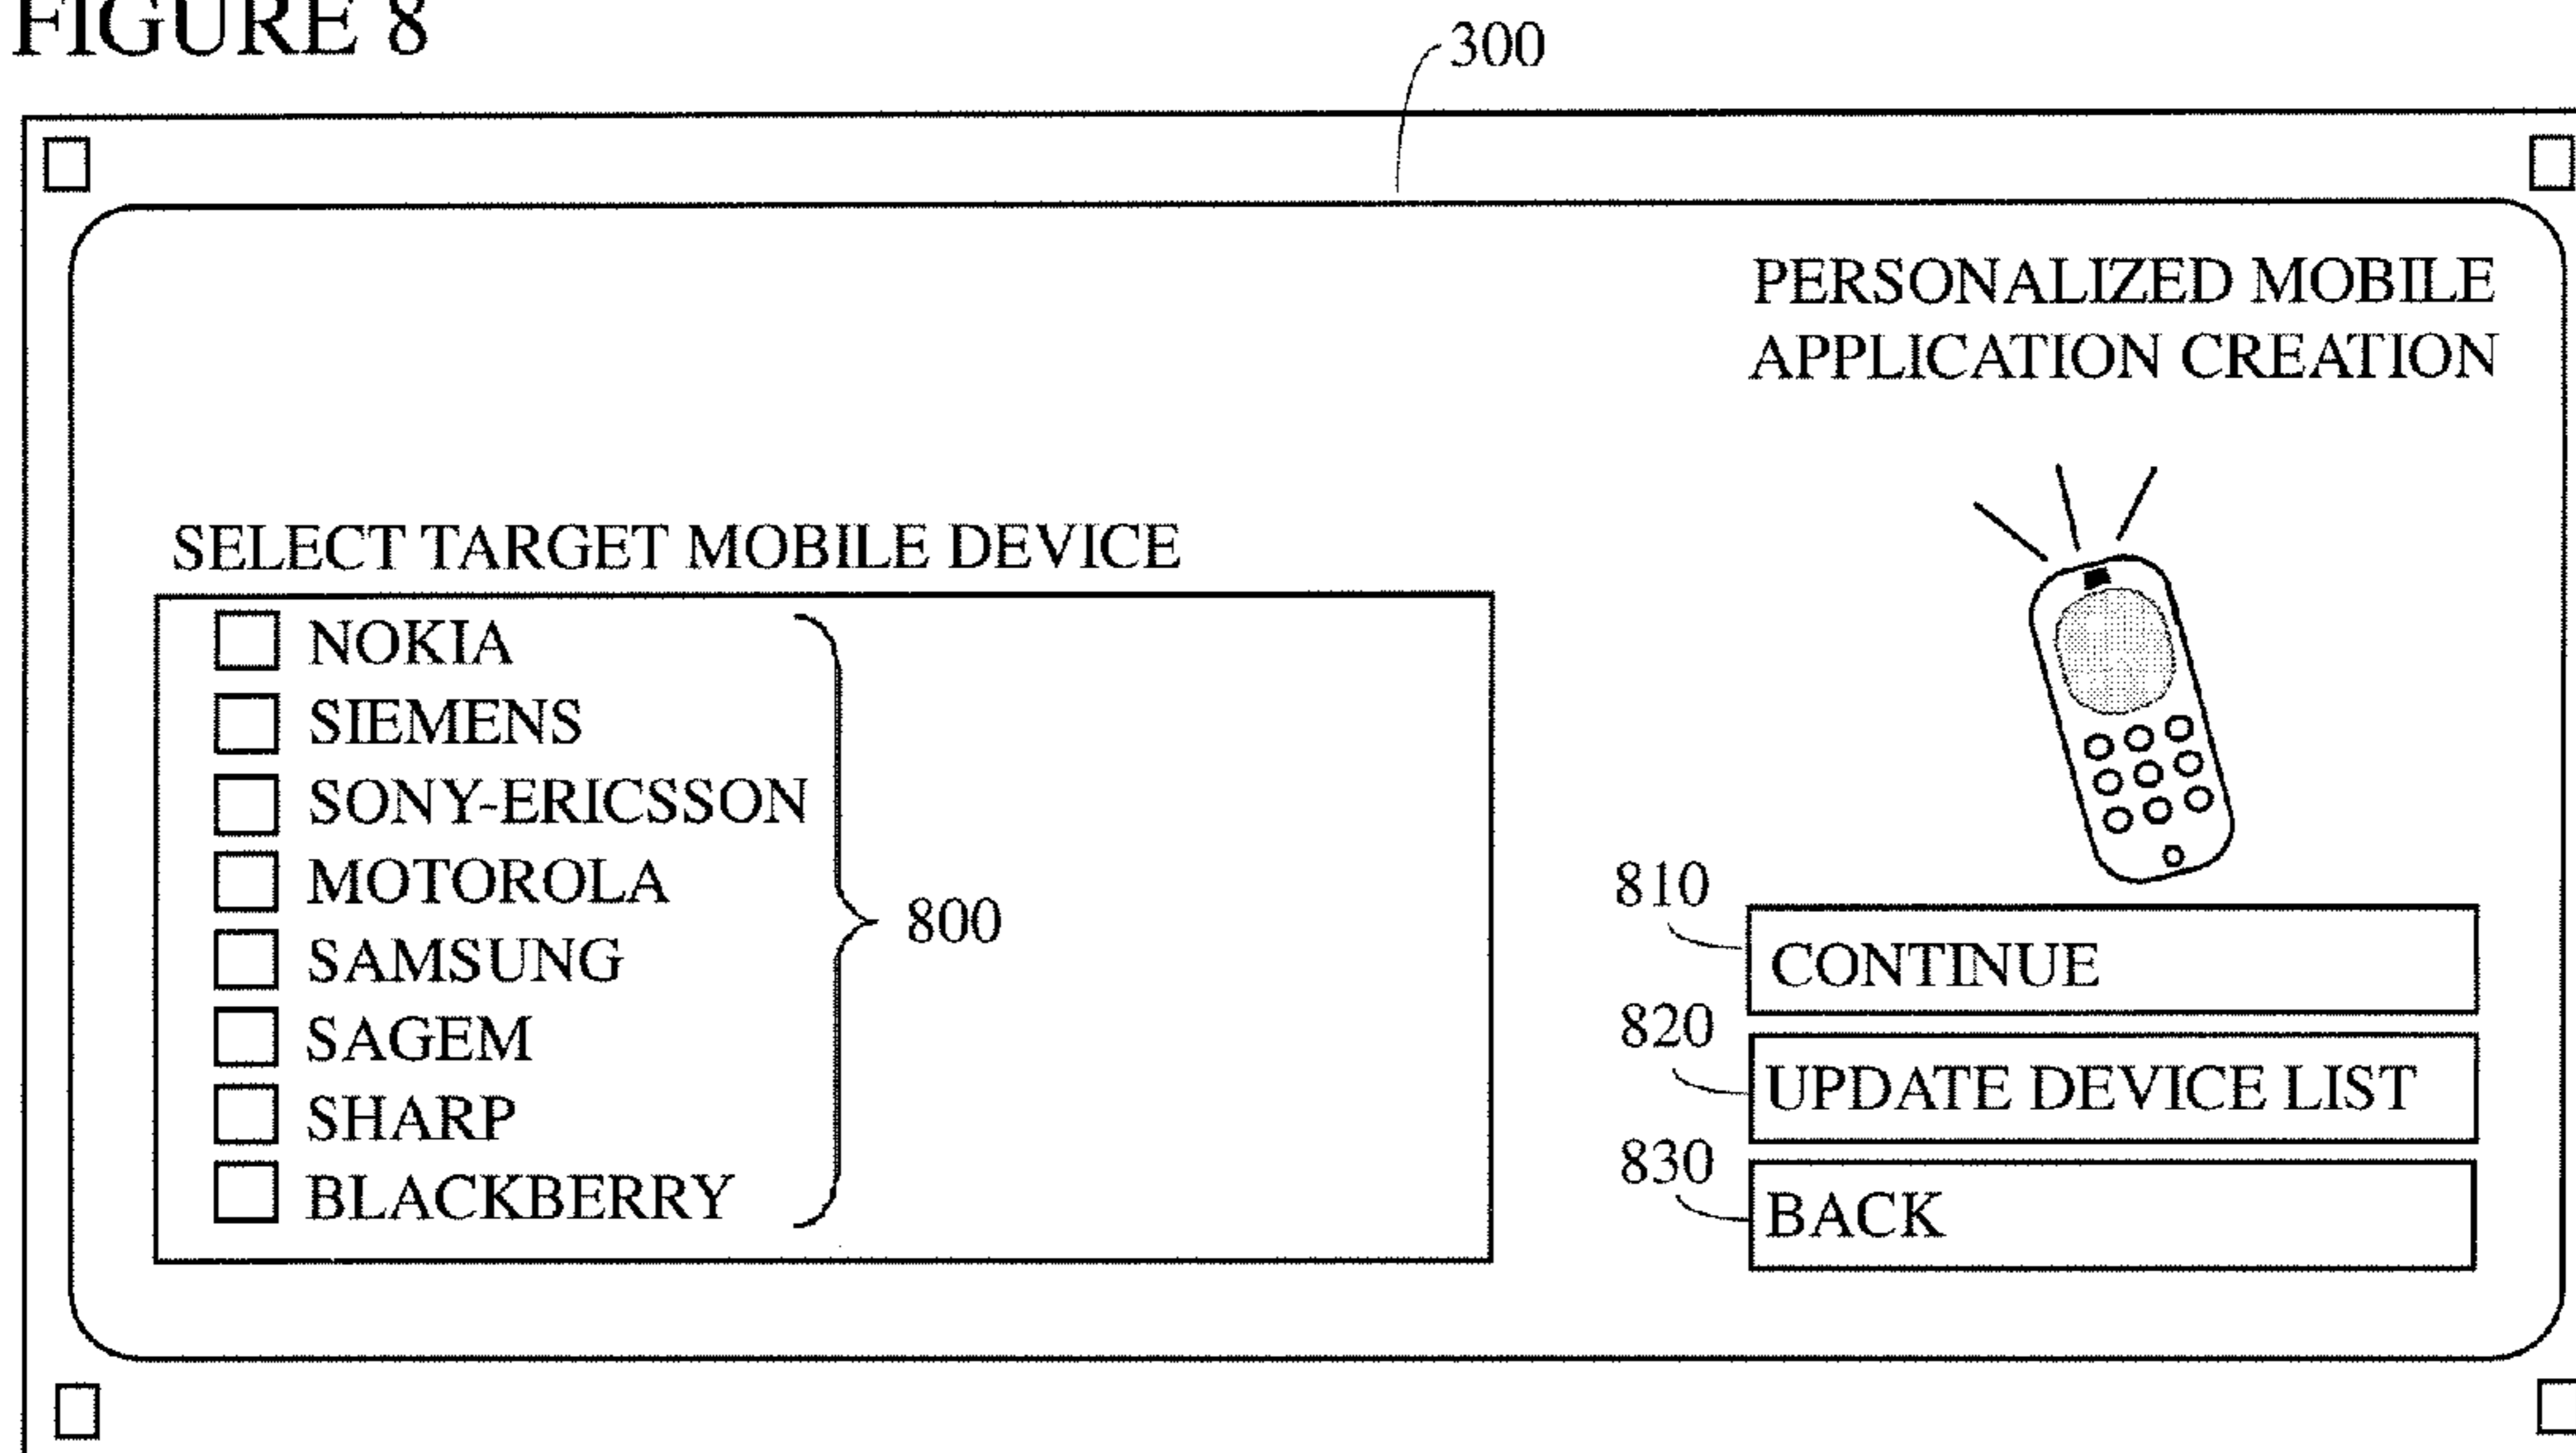 FIGURE 8
300
PERSONALIZED MOBILE
APPLICATION CREATION
SELECT TARGET MOBILE DEVICE
NOKIA
SIEMENS
SONY-ERICSSON
MOTOROLA
SAMSUNG
SAGEM
SHARP
BLACKBERRY
800
810
CONTINUE
820
UPDATE DEVICE LIST
830
BACK